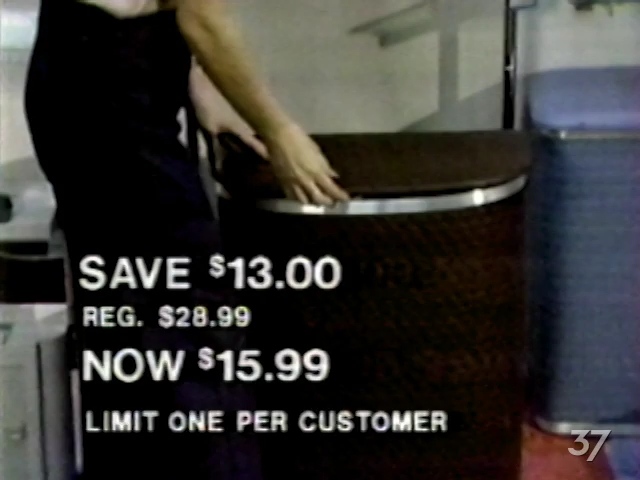 SAVE $13.00
REG. $28.99
NOW $15.99
LIMIT ONE PER CUSTOMER
37